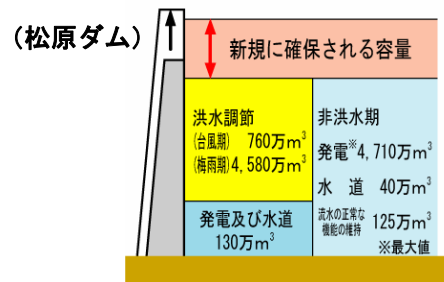 (松原ダム)
新規に確保される容量
洪水調節
(台風期) 760万m³
(梅雨期) 4,580万m³
発電及び水道
130万m³
非洪水期
発電※4,710万m³
水 道 40万m³
流水の正常な
機能の維持 125万m³
※最大値